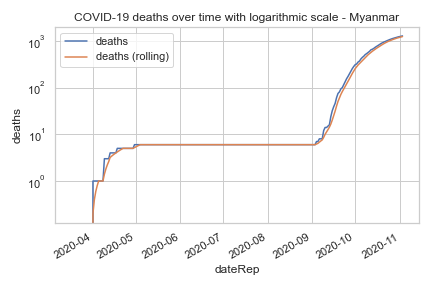 COVID-19 deaths over time with logarithmic scale - Myanmar
deaths
deaths (rolling)
10³
10²
10¹
10⁰
deaths
2020-04
2020-05
2020-06
2020-07
2020-08
2020-09
2020-10
2020-11
dateRep